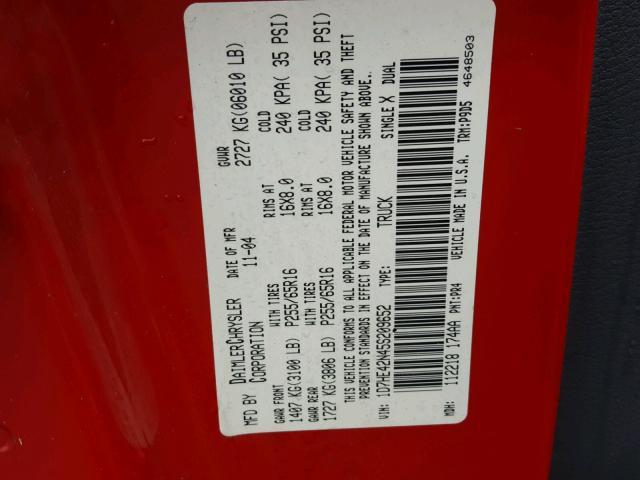 MFD BY DAIMLERCHRYSLER CORPORATION
DATE OF MFR 11-04
GVWR 2727 KG(06010 LB)
GAWR FRONT 1407 KG(3100 LB)
WITH TIRES P255/65R16
RIMS AT 16X8.0
COLD 240 KPA( 35 PSI)
GAWR REAR 1727 KG(3806 LB)
WITH TIRES P255/65R16
RIMS AT 16X8.0
COLD 240 KPA( 35 PSI)
THIS VEHICLE CONFORMS TO ALL APPLICABLE FEDERAL MOTOR VEHICLE SAFETY AND THEFT
PREVENTION STANDARDS IN EFFECT ON THE DATE OF MANUFACTURE SHOWN ABOVE.
VIN: 1D7HE42N45S209652 TYPE: TRUCK SINGLE X DUAL
MDH: 112218 174AA PNT:PR4 VEHICLE MADE IN U.S.A. TRM:P9D5
4648503